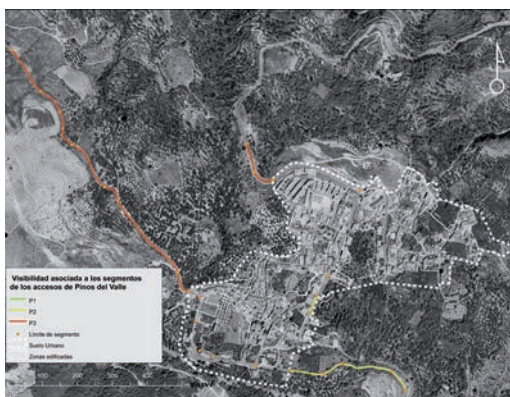 Visibilidad asociada a los segmentos
de los accesos de Pinos del Valle
P1
P2
P3
Límite de segmento
Suelo Urbano
Zonas edificadas
100